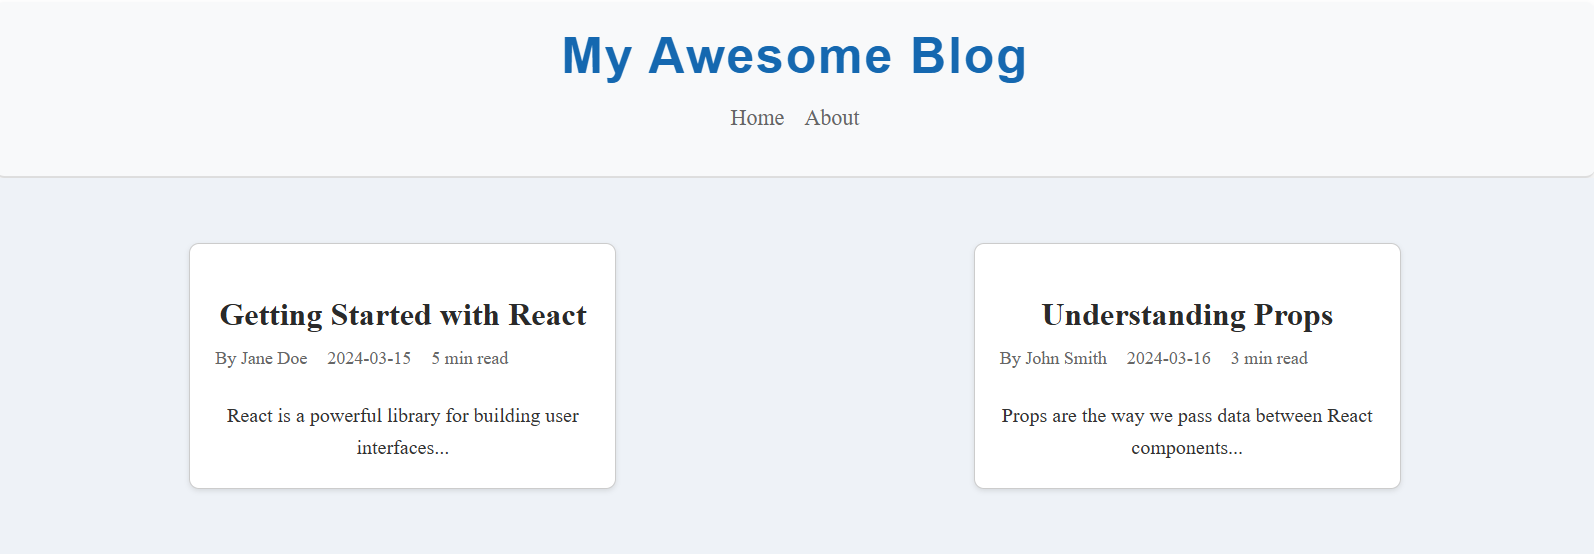 My Awesome Blog
Home About
Getting Started with React
By Jane Doe 2024-03-15 5 min read
React is a powerful library for building user
interfaces...
Understanding Props
By John Smith 2024-03-16 3 min read
Props are the way we pass data between React
components...